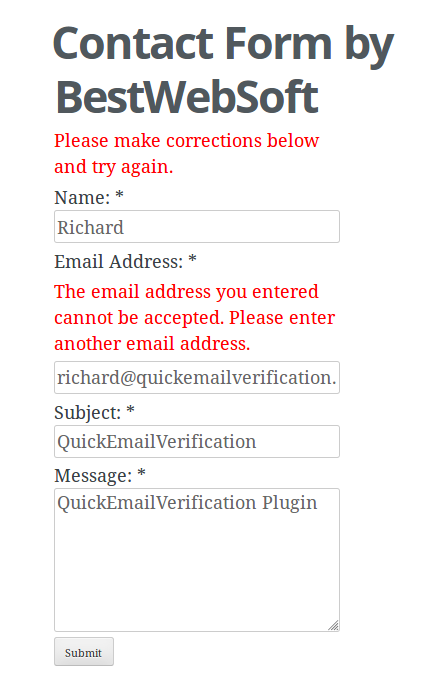 Contact Form by
BestWebSoft
Please make corrections below
and try again.
Name: *
Richard
Email Address: *
The email address you entered
cannot be accepted. Please enter
another email address.
richard@quickemailverification.
Subject: *
QuickEmailVerification
Message: *
QuickEmailVerification Plugin
Submit